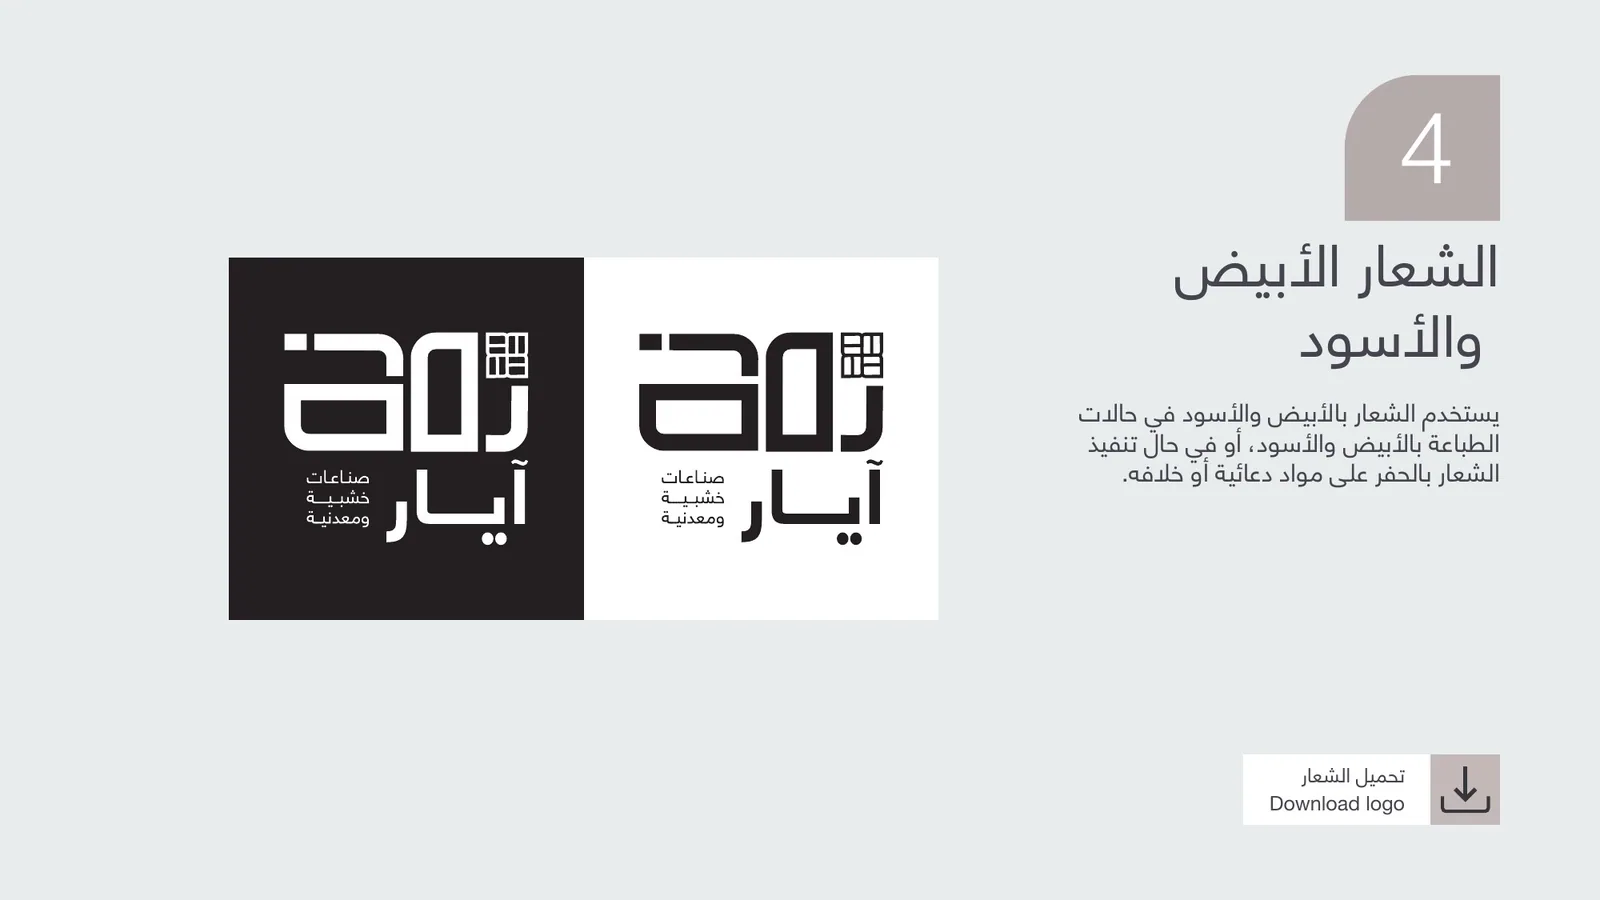 4
الشعار الأبيض
والأسود
يستخدم الشعار بالأبيض والأسود في حالات
الطباعة بالأبيض والأسود، أو في حال تنفيذ
الشعار بالحفر على مواد دعائية أو خلافه.
آيار
صناعات
خشبية
ومعدنية
آيار
صناعات
خشبية
ومعدنية
تحميل الشعار
Download logo